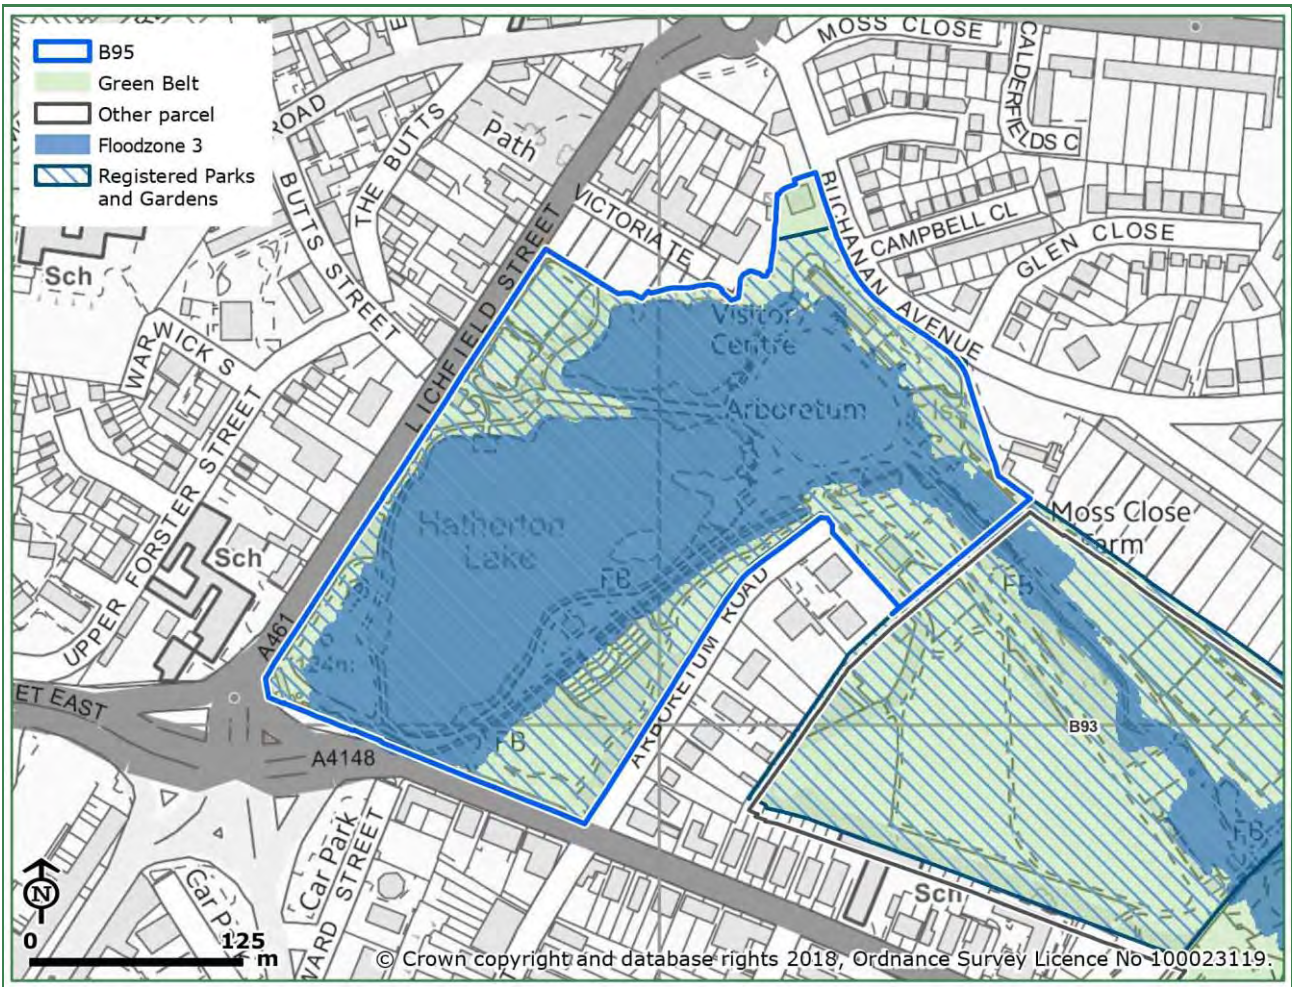 B95
Green Belt
Other parcel
Floodzone 3
Registered Parks
and Gardens
ROAD
THE BUTTS
BUTTS STREET
Path
MOSS CLOSE
CALDERFIELDS C
VICTORIA TE
BUCHANAN AVENUE
CAMPBELL CL
GLEN CLOSE
Sch
WARWICK S
LICHFIELD STREET
Visitor
Centre
Arboretum
UPPER FORSTER STREET
Sch
Hatherton
Lake
FB
Moss Close
Farm
FB
A461
ARBORETUM ROAD
ET EAST
A4148
FB
B93
FB
Car Park
WARD STREET
Car Pa
Sch
N
0 125
m
© Crown copyright and database rights 2018, Ordnance Survey Licence No 100023119.